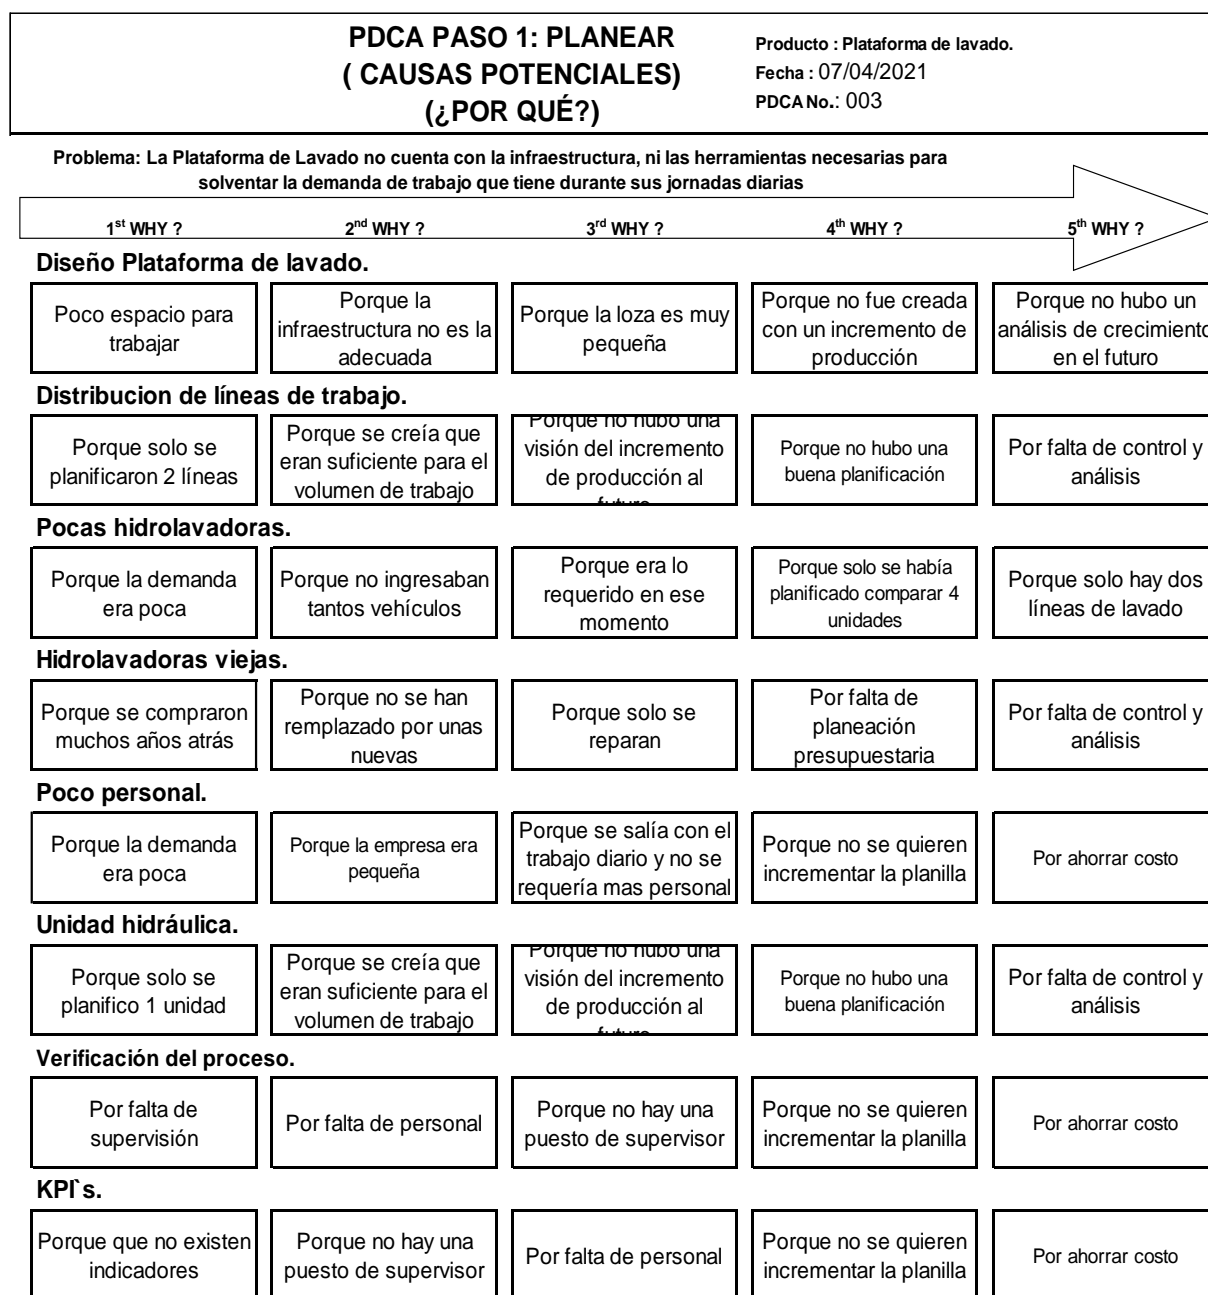 PDCA PASO 1: PLANEAR
( CAUSAS POTENCIALES)
(¿POR QUÉ?)
Producto : Plataforma de lavado.
Fecha : 07/04/2021
PDCA No.: 003
Problema: La Plataforma de Lavado no cuenta con la infraestructura, ni las herramientas necesarias para
solventar la demanda de trabajo que tiene durante sus jornadas diarias
1st WHY ? 2nd WHY ? 3rd WHY ? 4th WHY ? 5th WHY ?
Diseño Plataforma de lavado.
Poco espacio para
trabajar
Porque la
infraestructura no es la
adecuada
Porque la loza es muy
pequeña
Porque no fue creada
con un incremento de
producción
Porque no hubo un
análisis de crecimiento
en el futuro
Distribucion de líneas de trabajo.
Porque solo se
planificaron 2 líneas
Porque se creía que
eran suficiente para el
volumen de trabajo
Porque no hubo una
visión del incremento
de producción al
futuro
Porque no hubo una
buena planificación
Por falta de control y
análisis
Pocas hidrolavadoras.
Porque la demanda
era poca
Porque no ingresaban
tantos vehículos
Porque era lo
requerido en ese
momento
Porque solo se había
planificado comparar 4
unidades
Porque solo hay dos
líneas de lavado
Hidrolavadoras viejas.
Porque se compraron
muchos años atrás
Porque no se han
remplazado por unas
nuevas
Porque solo se
reparan
Por falta de
planeación
presupuestaria
Por falta de control y
análisis
Poco personal.
Porque la demanda
era poca
Porque la empresa era
pequeña
Porque se salía con el
trabajo diario y no se
requería mas personal
Porque no se quieren
incrementar la planilla
Por ahorrar costo
Unidad hidráulica.
Porque solo se
planifico 1 unidad
Porque se creía que
eran suficiente para el
volumen de trabajo
Porque no hubo una
visión del incremento
de producción al
futuro
Porque no hubo una
buena planificación
Por falta de control y
análisis
Verificación del proceso.
Por falta de
supervisión
Por falta de personal
Porque no hay una
puesto de supervisor
Porque no se quieren
incrementar la planilla
Por ahorrar costo
KPI`s.
Porque que no existen
indicadores
Porque no hay una
puesto de supervisor
Por falta de personal
Porque no se quieren
incrementar la planilla
Por ahorrar costo